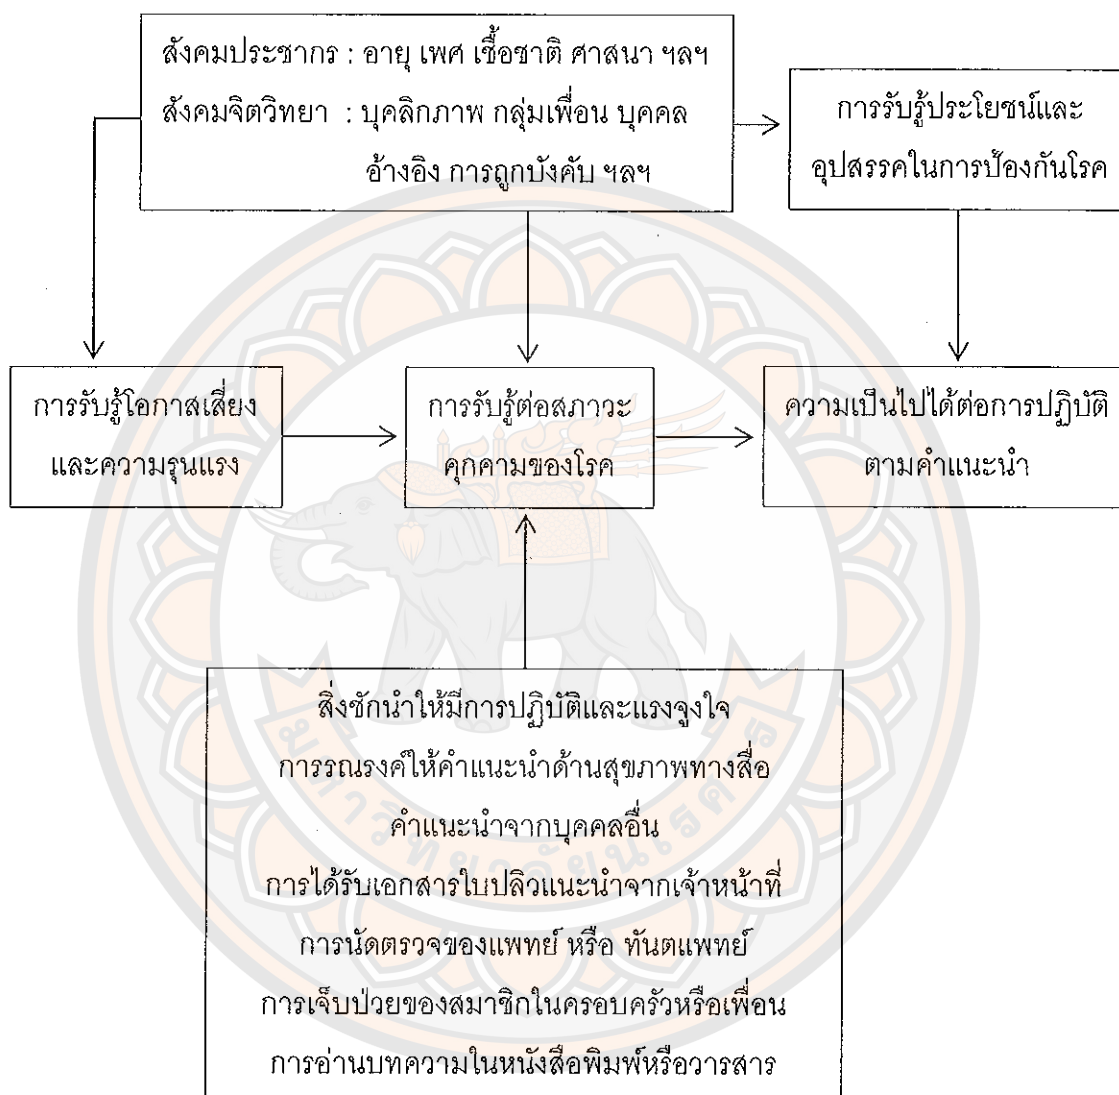 สังคมประชากร : อายุ เพศ เชื้อชาติ ศาสนา ฯลฯ
สังคมจิตวิทยา : บุคลิกภาพ กลุ่มเพื่อน บุคคล
อ้างอิง การถูกบังคับ ฯลฯ
การรับรู้ประโยชน์และ
อุปสรรคในการป้องกันโรค
การรับรู้โอกาสเสี่ยง
และความรุนแรง
การรับรู้ต่อสภาวะ
คุกคามของโรค
ความเป็นไปได้ต่อการปฏิบัติ
ตามคำแนะนำ
สิ่งชักนำให้มีการปฏิบัติและแรงจูงใจ
การรณรงค์ให้คำแนะนำด้านสุขภาพทางสื่อ
คำแนะนำจากบุคคลอื่น
การได้รับเอกสารใบปลิวแนะนำจากเจ้าหน้าที่
การนัดตรวจของแพทย์ หรือ ทันตแพทย์
การเจ็บป่วยของสมาชิกในครอบครัวหรือเพื่อน
การอ่านบทความในหนังสือพิมพ์หรือวารสาร
มหาวิทยาลัยนเรศวร